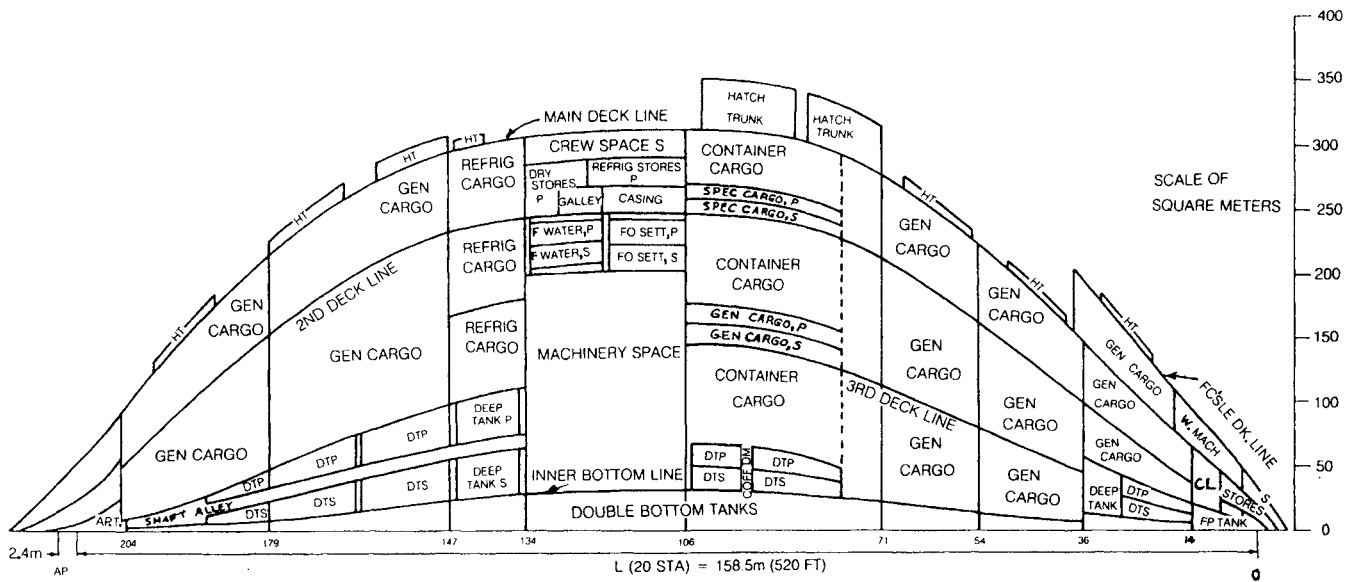 400
350
300
250
200
150
100
50
0
SCALE OF
SQUARE METERS
HATCH
TRUNK
HATCH
TRUNK
MAIN DECK LINE
HT
HT
HT
HT
HT
HT
HT
CREW SPACE S
REFRIG STORES
P
DRY
STORES
P
GALLEY
CASING
F WATER,P
F WATER,S
FO SETT,P
FO SETT,S
REFRIG
CARGO
REFRIG
CARGO
REFRIG
CARGO
GEN
CARGO
GEN
CARGO
2ND DECK LINE
GEN CARGO
GEN CARGO
MACHINERY SPACE
CONTAINER
CARGO
SPEC CARGO, P
SPEC CARGO, S
CONTAINER
CARGO
GEN CARGO, P
GEN CARGO, S
CONTAINER
CARGO
3RD DECK LINE
GEN
CARGO
GEN
CARGO
GEN
CARGO
GEN
CARGO
GEN
CARGO
GEN
CARGO
GEN CARGO
GEN
CARGO
GEN
CARGO
FC'SLE DK. LINE
W. MACH
CL.
STORES
S
FP TANK
DEEP
TANK
DTP
DTS
DTP
DTS
COFF DM
DTP
DTS
DEEP
TANK P
DEEP
TANK S
DTP
DTS
DTP
DTS
SHAFT ALLEY
ART.
INNER BOTTOM LINE
DOUBLE BOTTOM TANKS
204
179
147
134
106
71
54
36
14
0
2.4m
AP
L (20 STA) = 158.5m (520 FT)